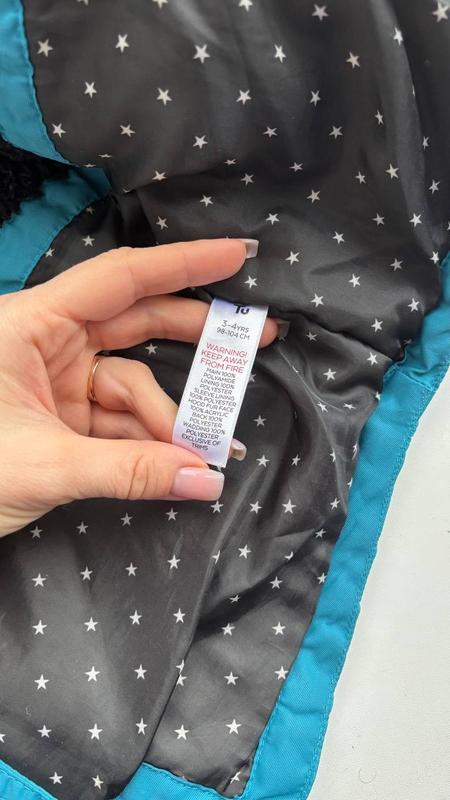 Tu
3-4YRS
98-104 CM
WARNING!
KEEP AWAY
FROM FIRE
MAIN 100%
POLYAMIDE
LINING 100%
POLYESTER
SLEEVE LINING
100% POLYESTER
HOOD FUR FACE
100% ACRYLIC
BACK 100%
POLYESTER
WADDING 100%
POLYESTER
EXCLUSIVE OF
TRIMS